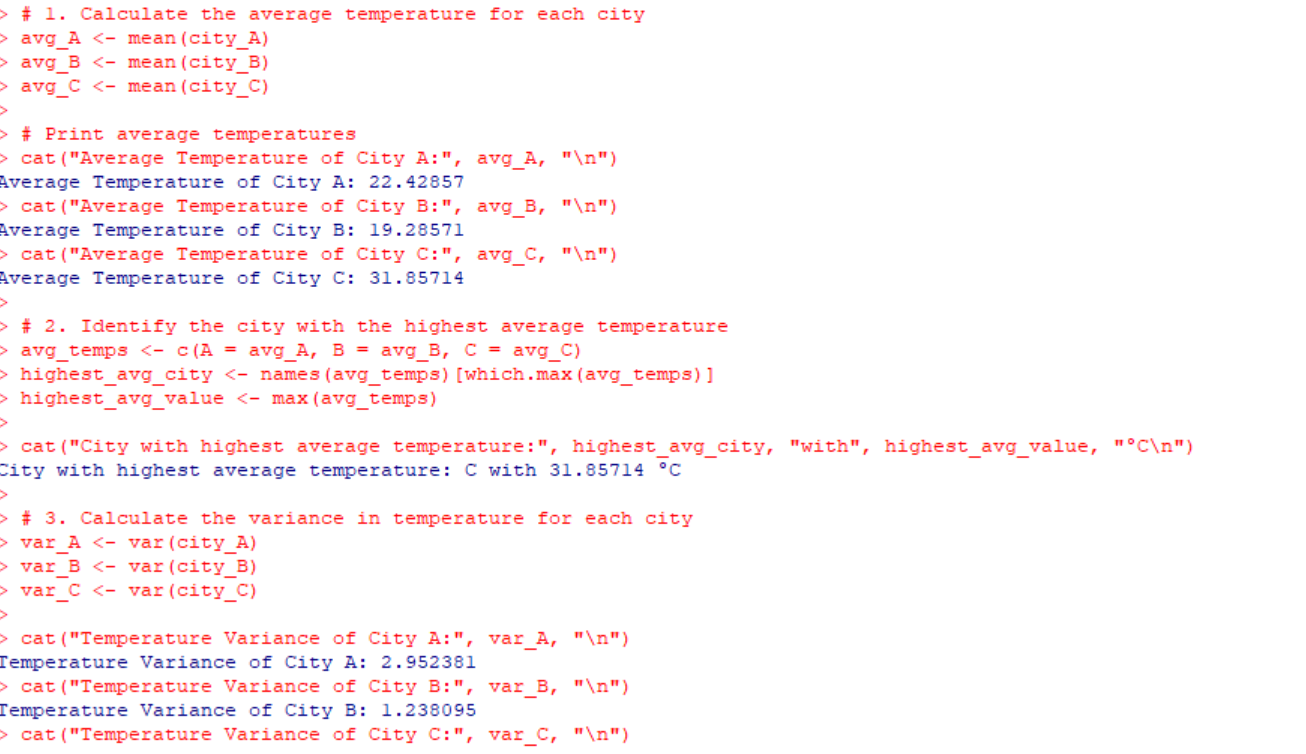 > # 1. Calculate the average temperature for each city
> avg_A <- mean(city_A)
> avg_B <- mean(city_B)
> avg_C <- mean(city_C)
>
> # Print average temperatures
> cat("Average Temperature of City A:", avg_A, "\n")
Average Temperature of City A: 22.42857
> cat("Average Temperature of City B:", avg_B, "\n")
Average Temperature of City B: 19.28571
> cat("Average Temperature of City C:", avg_C, "\n")
Average Temperature of City C: 31.85714
>
> # 2. Identify the city with the highest average temperature
> avg_temps <- c(A = avg_A, B = avg_B, C = avg_C)
> highest_avg_city <- names(avg_temps)[which.max(avg_temps)]
> highest_avg_value <- max(avg_temps)
>
> cat("City with highest average temperature:", highest_avg_city, "with", highest_avg_value, "°C\n")
City with highest average temperature: C with 31.85714 °C
>
> # 3. Calculate the variance in temperature for each city
> var_A <- var(city_A)
> var_B <- var(city_B)
> var_C <- var(city_C)
>
> cat("Temperature Variance of City A:", var_A, "\n")
Temperature Variance of City A: 2.952381
> cat("Temperature Variance of City B:", var_B, "\n")
Temperature Variance of City B: 1.238095
> cat("Temperature Variance of City C:", var_C, "\n")